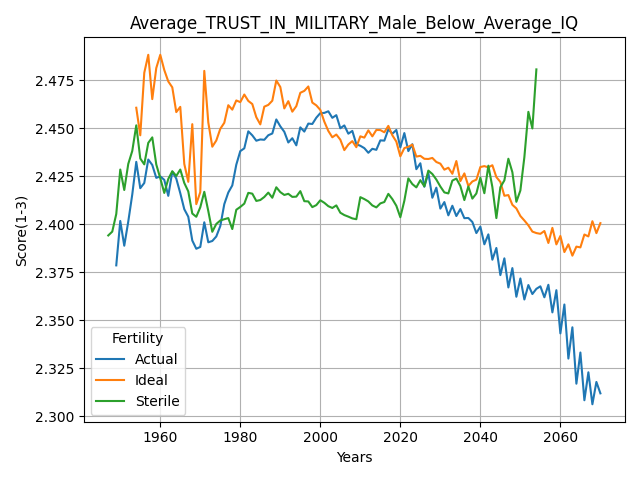 Average_TRUST_IN_MILITARY_Male_Below_Average_IQ
Score(1-3)
2.475
2.450
2.425
2.400
2.375
2.350
2.325
2.300
Fertility
Actual
Ideal
Sterile
1960 1980 2000 2020 2040 2060
Years